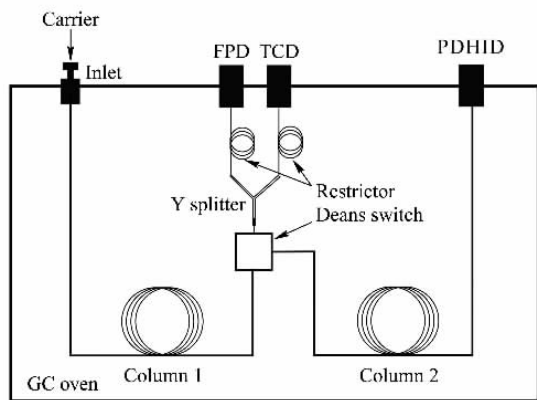 Carrier
Inlet
FPD TCD
PDHID
Restrictor
Y splitter
Deans switch
Column 1
Column 2
GC oven